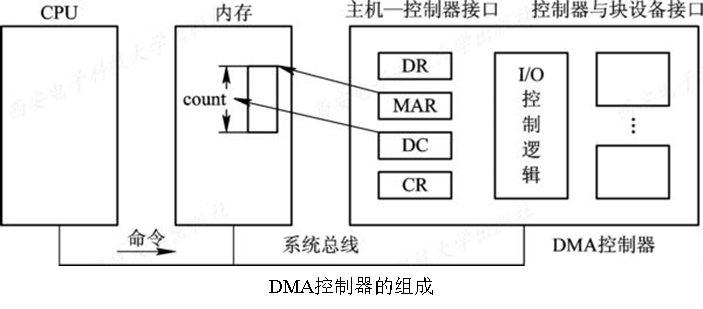 CPU
内存
主机—控制器接口
控制器与块设备接口
count
DR
MAR
DC
CR
I/O
控
制
逻
辑
...
命令
系统总线
DMA控制器
DMA控制器的组成